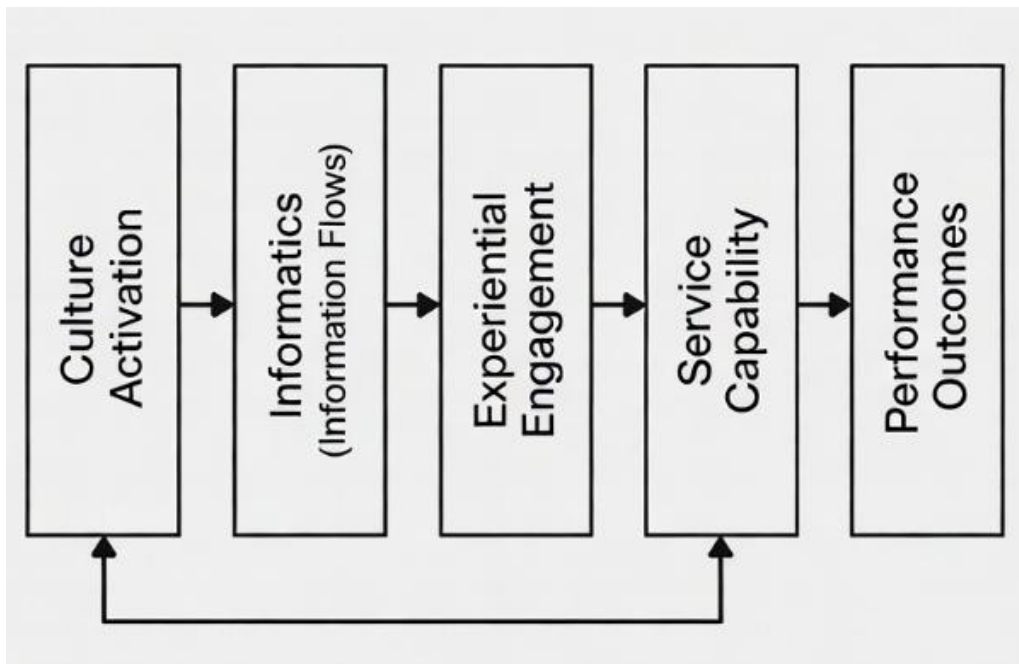 Culture
Activation
Informatics
(Information Flows)
Experiential
Engagement
Service
Capability
Performance
Outcomes